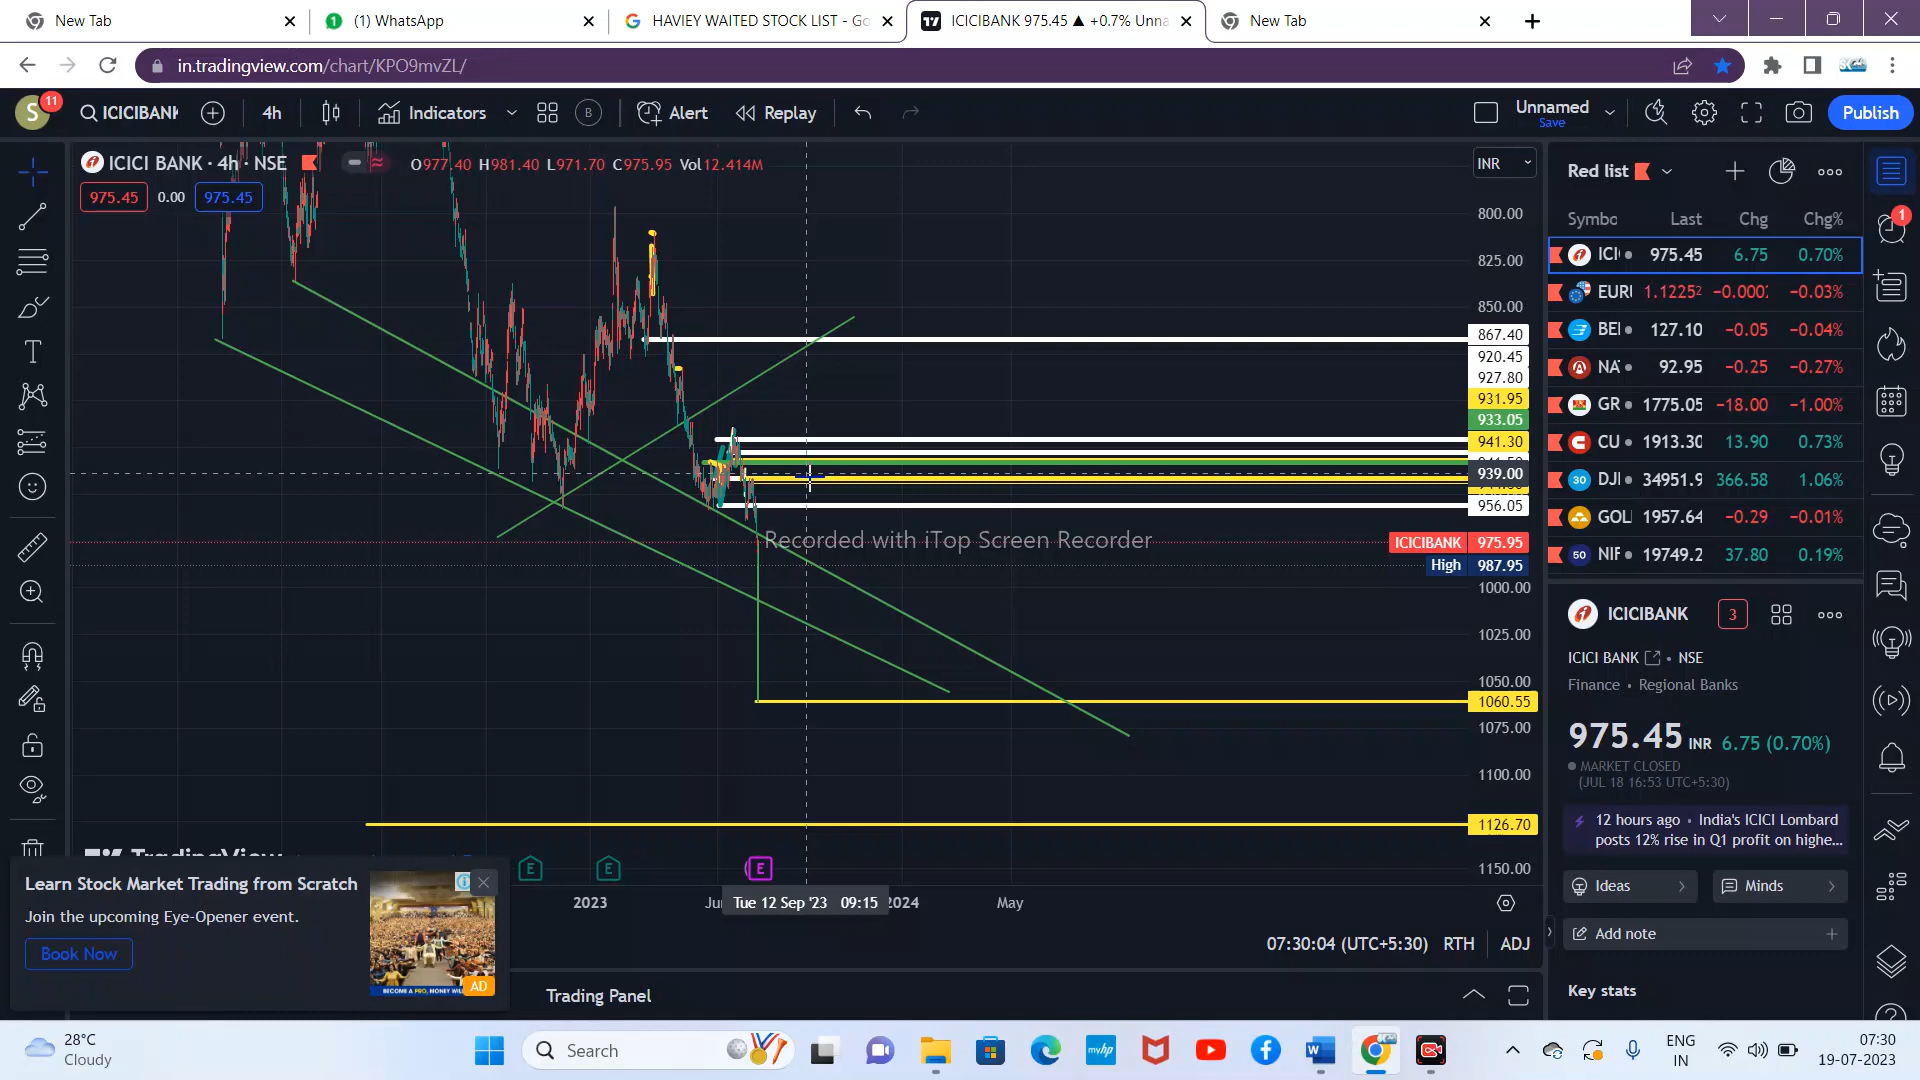 New Tab
(1) WhatsApp
HAVIEY WAITED STOCK LIST - Go
ICICIBANK 975.45 ▲ +0.7% Unna
New Tab
in.tradingview.com/chart/KPO9mvZL/
S
11
ICICIBANK
4h
Indicators
B
Alert
Replay
Unnamed
Save
Publish
ICICI BANK · 4h · NSE
O977.40 H981.40 L971.70 C975.95 Vol12.414M
975.45 0.00 975.45
INR
800.00
825.00
850.00
867.40
920.45
927.80
931.95
933.05
941.30
939.00
956.05
ICICIBANK 975.95
High 987.95
1000.00
1025.00
1050.00
1060.55
1075.00
1100.00
1126.70
1150.00
Recorded with iTop Screen Recorder
E
E
E
2023
Tue 12 Sep '23 09:15
2024
May
07:30:04 (UTC+5:30) RTH ADJ
Trading Panel
Learn Stock Market Trading from Scratch
Join the upcoming Eye-Opener event.
Book Now
AD
Red list
Symbo Last Chg Chg%
ICI 975.45 6.75 0.70%
EUR 1.1225² −0.000 −0.03%
BEI 127.10 −0.05 −0.04%
NA 92.95 −0.25 −0.27%
GR 1775.05 −18.00 −1.00%
CU 1913.30 13.90 0.73%
30 DJI 34951.9 366.58 1.06%
GOL 1957.64 −0.29 −0.01%
50 NIF 19749.2 37.80 0.19%
1
ICICIBANK
3
ICICI BANK • NSE
Finance • Regional Banks
975.45 INR 6.75 (0.70%)
MARKET CLOSED
(JUL 18 16:53 UTC+5:30)
12 hours ago • India's ICICI Lombard
posts 12% rise in Q1 profit on highe...
Ideas
Minds
Add note
Key stats
28°C
Cloudy
Search
myhp
ENG
IN
07:30
19-07-2023